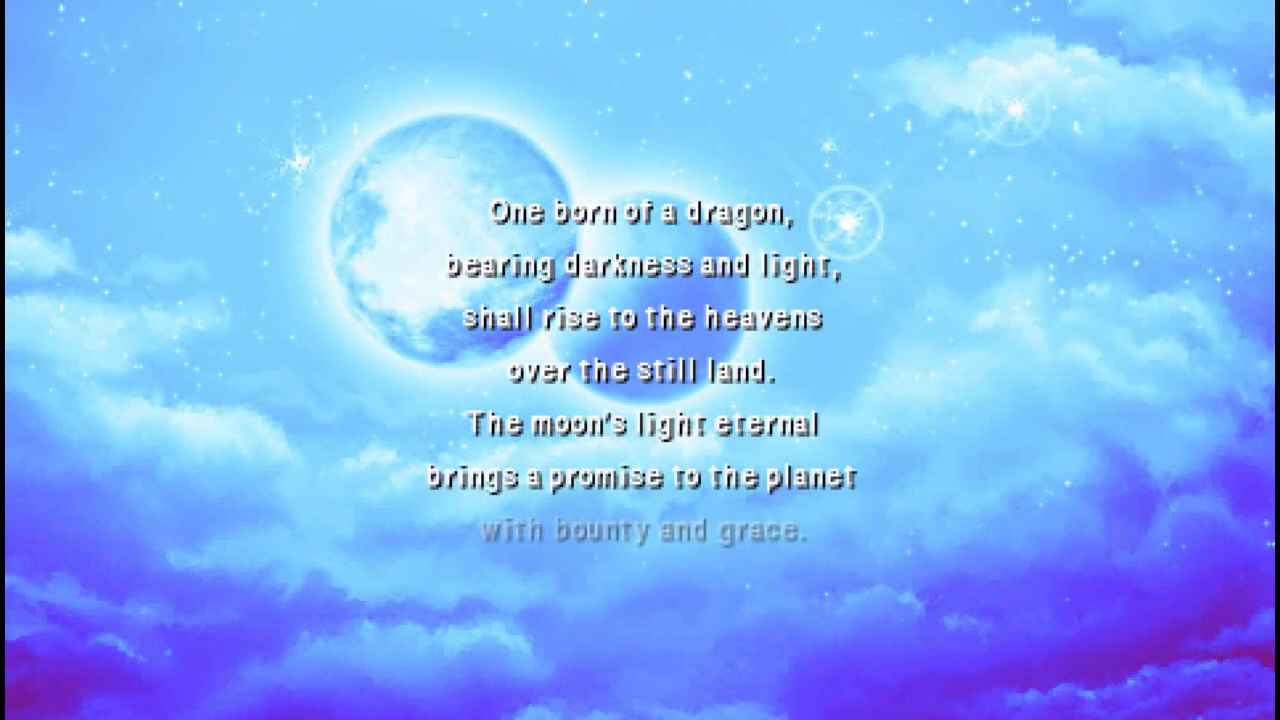 One born of a dragon,
bearing darkness and light,
shall rise to the heavens
over the still land.
The moon's light eternal
brings a promise to the planet
with bounty and grace.